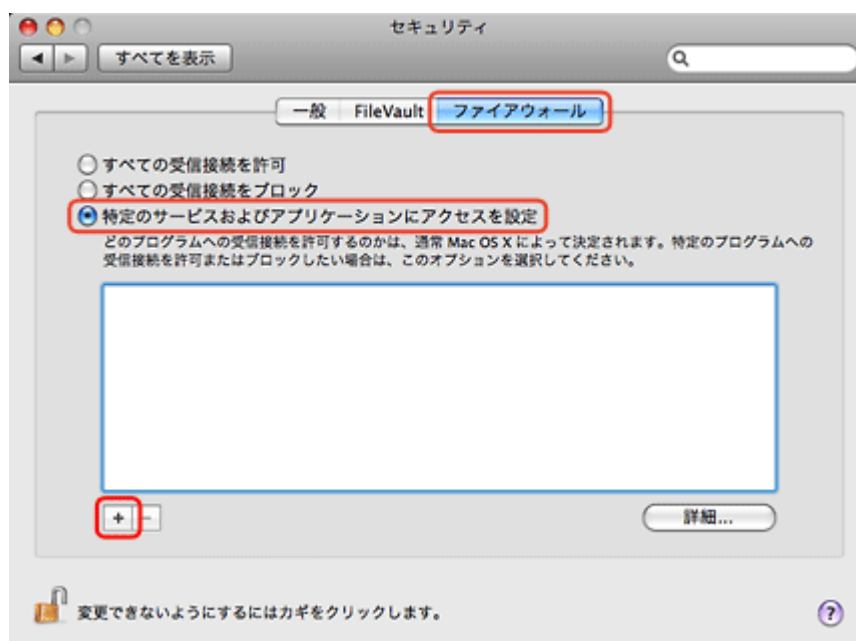 セキュリティ
すべてを表示
一般 FileVault ファイアウォール
すべての受信接続を許可
すべての受信接続をブロック
特定のサービスおよびアプリケーションにアクセスを設定
どのプログラムへの受信接続を許可するのかは、通常 Mac OS X によって決定されます。特定のプログラムへの
受信接続を許可またはブロックしたい場合は、このオプションを選択してください。
+ −
詳細...
変更できないようにするにはカギをクリックします。
?